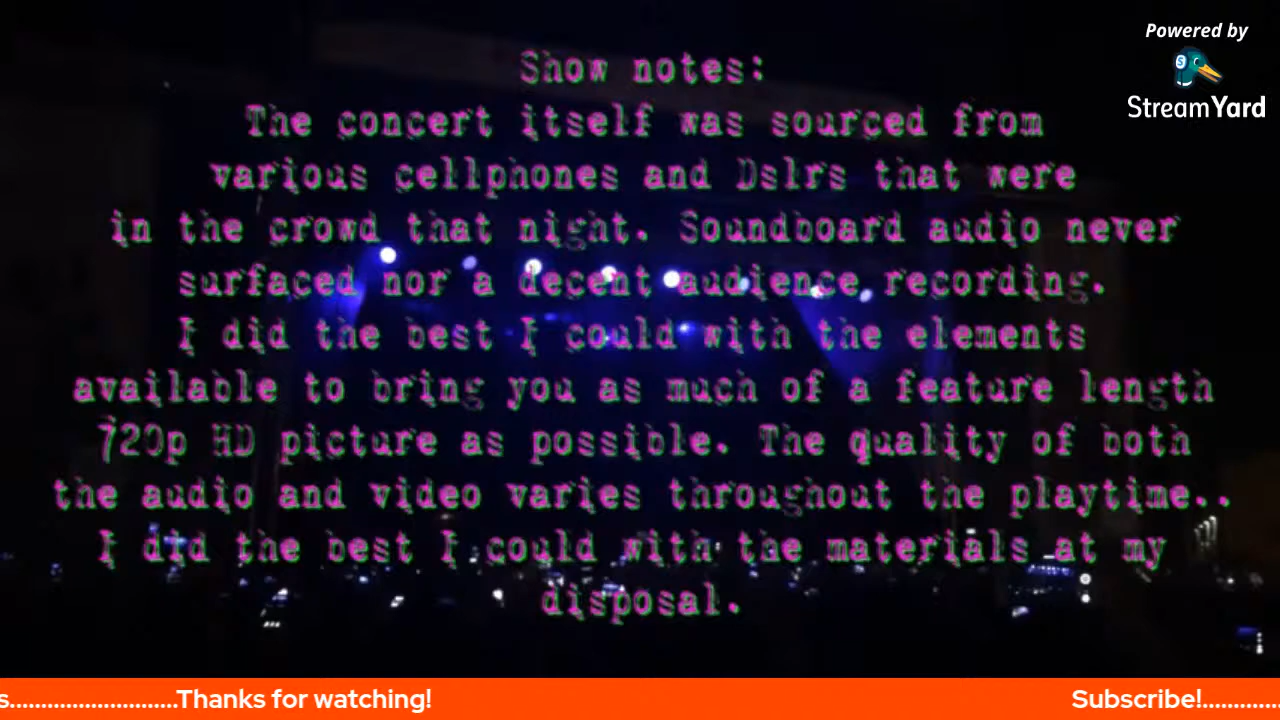 Powered by
StreamYard
Show notes:
The concert itself was sourced from
various cellphones and Dslrs that were
in the crowd that night. Soundboard audio never
surfaced nor a decent audience recording.
I did the best I could with the elements
available to bring you as much of a feature length
720p HD picture as possible. The quality of both
the audio and video varies throughout the playtime..
I did the best I could with the materials at my
disposal.
s..........................Thanks for watching! Subscribe!............